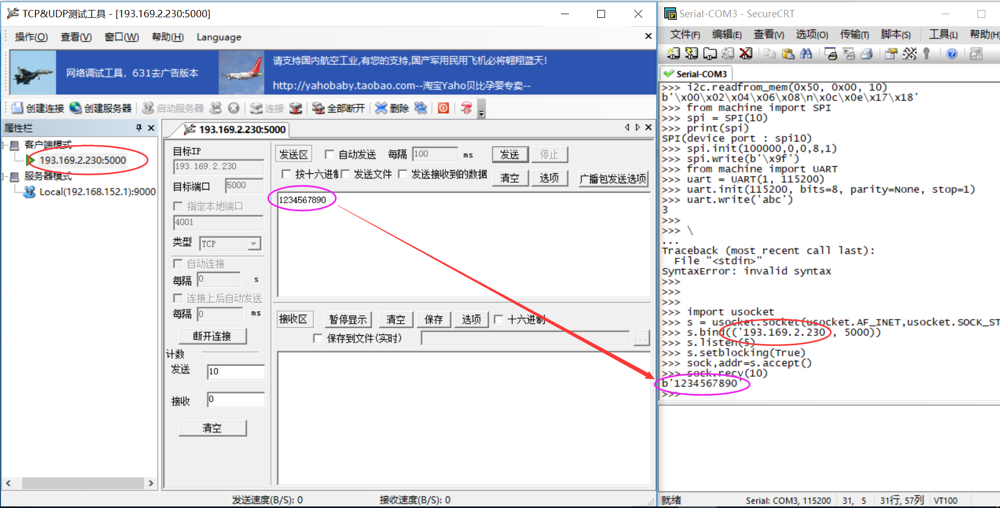 TCP&UDP测试工具 - [193.169.2.230:5000]
操作(O) 查看(V) 窗口(W) 帮助(H) Language
网络调试工具，631去广告版本
请支持国内航空工业,有您的支持,国产军用民用飞机必将翱翔蓝天!
http://yahobaby.taobao.com--淘宝Yaho贝比孕婴专卖--
创建连接 创建服务器 启动服务器 连接 全部断开 删除
属性栏
客户端模式
193.169.2.230:5000
服务器模式
Local(192.168.152.1):9000
193.169.2.230:5000
目标IP
193.169.2.230
目标端口 5000
指定本地端口
4001
类型 TCP
自动连接
每隔 0 s
连接上后自动发送
每隔 0 ms
断开连接
计数
发送 10
接收 0
清空
发送区 自动发送 每隔 100 ms 发送 停止
按十六进制 发送文件 发送接收到的数据 清空 选项 广播包发送选项
1234567890
接收区 暂停显示 清空 保存 选项 十六进制
保存到文件(实时) ...
发送速度(B/S): 0 接收速度(B/S): 0
Serial-COM3 - SecureCRT
文件(F) 编辑(E) 查看(V) 选项(O) 传输(T) 脚本(S) 工具(L) 帮助(H
Serial-COM3
>>> i2c.readfrom_mem(0x50, 0x00, 10)
b'\x00\x02\x04\x06\x08\n\x0c\x0e\x17\x18'
>>> from machine import SPI
>>> spi = SPI(10)
>>> print(spi)
SPI(device port : spi10)
>>> spi.init(100000,0,0,8,1)
>>> spi.write(b'\x9f')
>>> from machine import UART
>>> uart = UART(1, 115200)
>>> uart.init(115200, bits=8, parity=None, stop=1)
>>> uart.write('abc')
3
>>>
>>> \
...
Traceback (most recent call last):
  File "<stdin>"
SyntaxError: invalid syntax
>>>
>>>
>>>
>>> import usocket
>>> s = usocket.socket(usocket.AF_INET,usocket.SOCK_ST
>>> s.bind(('193.169.2.230', 5000))
>>> s.listen(5)
>>> s.setblocking(True)
>>> sock,addr=s.accept()
>>> sock.recv(10)
b'1234567890'
>>>
就绪 Serial: COM3, 115200 31, 5 31行, 57列 VT100